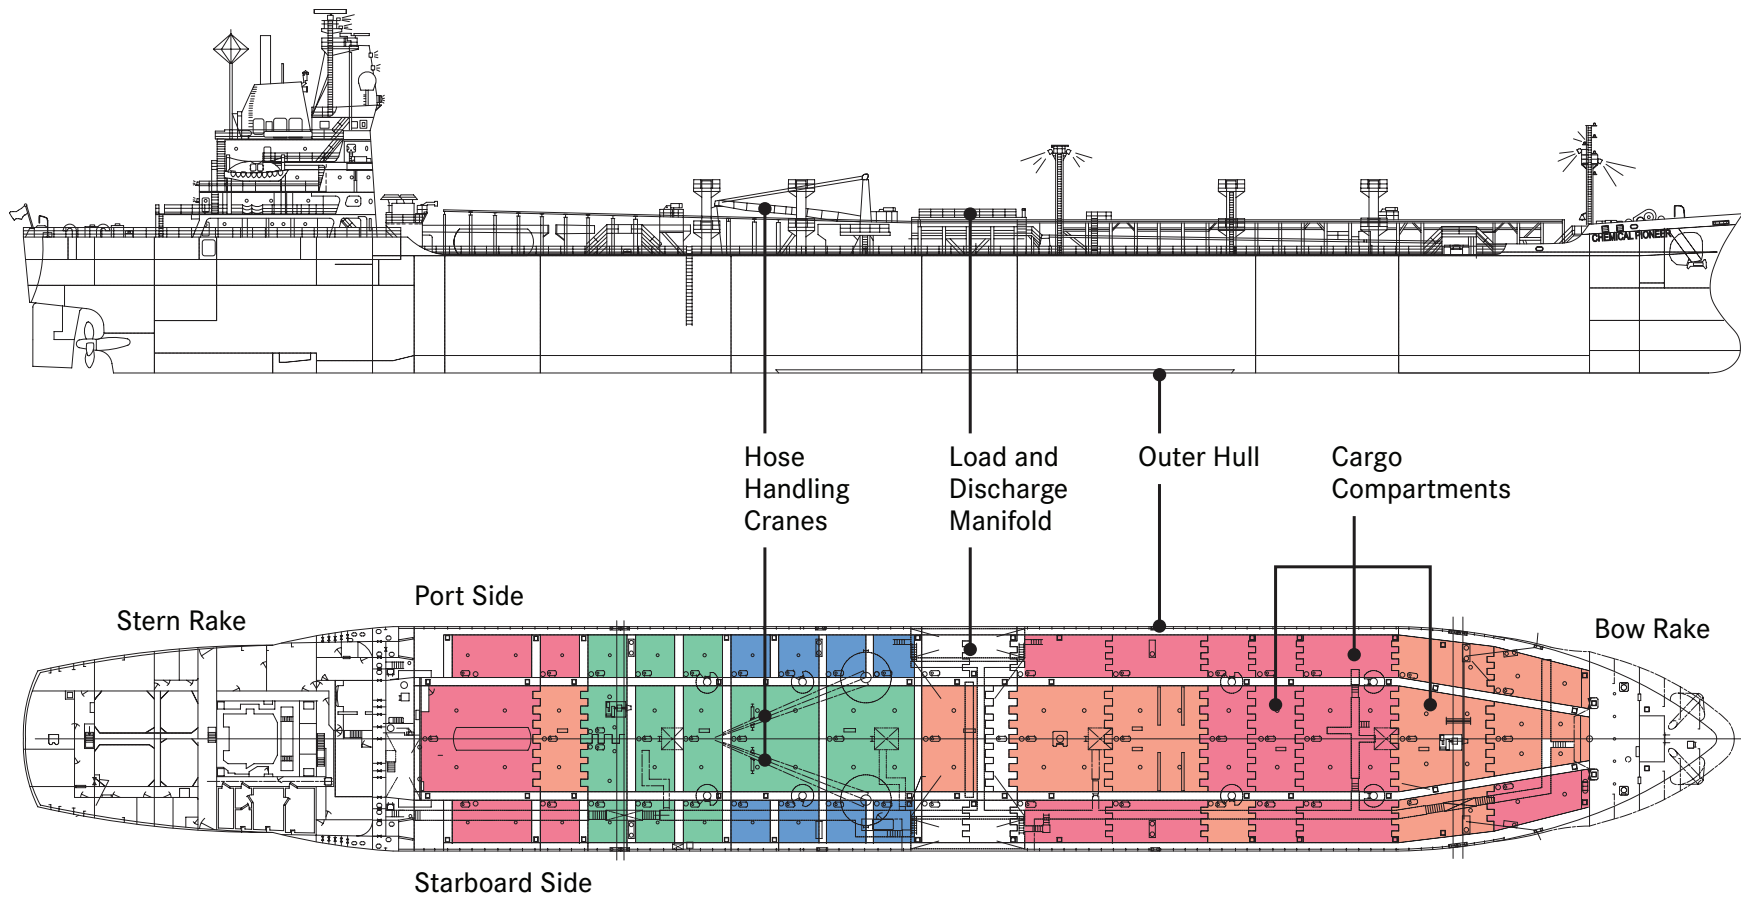 CHEMICAL PIONEER
Hose
Handling
Cranes
Load and
Discharge
Manifold
Outer Hull
Cargo
Compartments
Port Side
Stern Rake
Bow Rake
Starboard Side